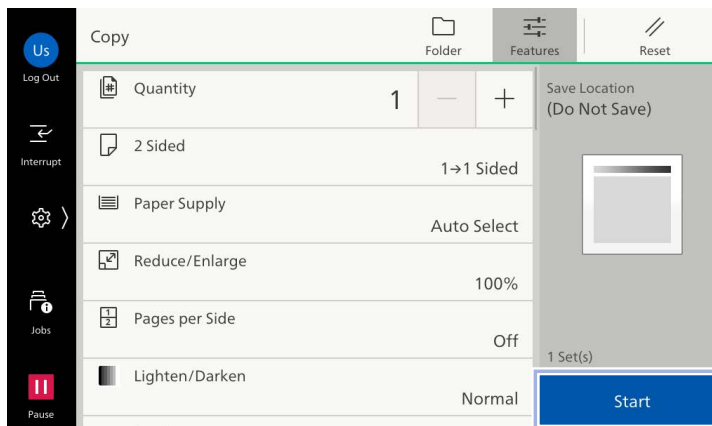 Copy
Folder
Features
Reset
Us
Log Out
Interrupt
Jobs
Pause
Quantity
1
2 Sided
1→1 Sided
Paper Supply
Auto Select
Reduce/Enlarge
100%
1
2
Pages per Side
Off
Lighten/Darken
Normal
Save Location
(Do Not Save)
1 Set(s)
Start